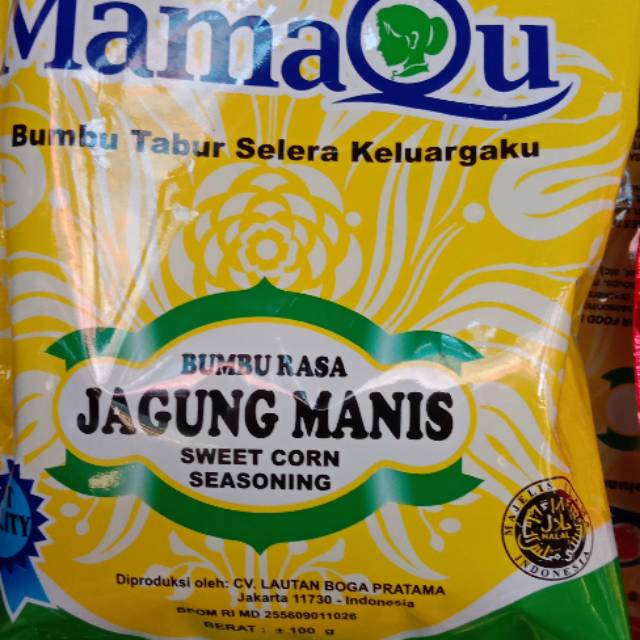 MamaQu
Bumbu Tabur Selera Keluargaku
BUMBU RASA
JAGUNG MANIS
SWEET CORN
SEASONING
MAJELIS
حلال
HALAL
INDONESIA
Diproduksi oleh: CV. LAUTAN BOGA PRATAMA
Jakarta 11730 - Indonesia
BPOM RI MD 255609011026
BERAT : ± 100 g